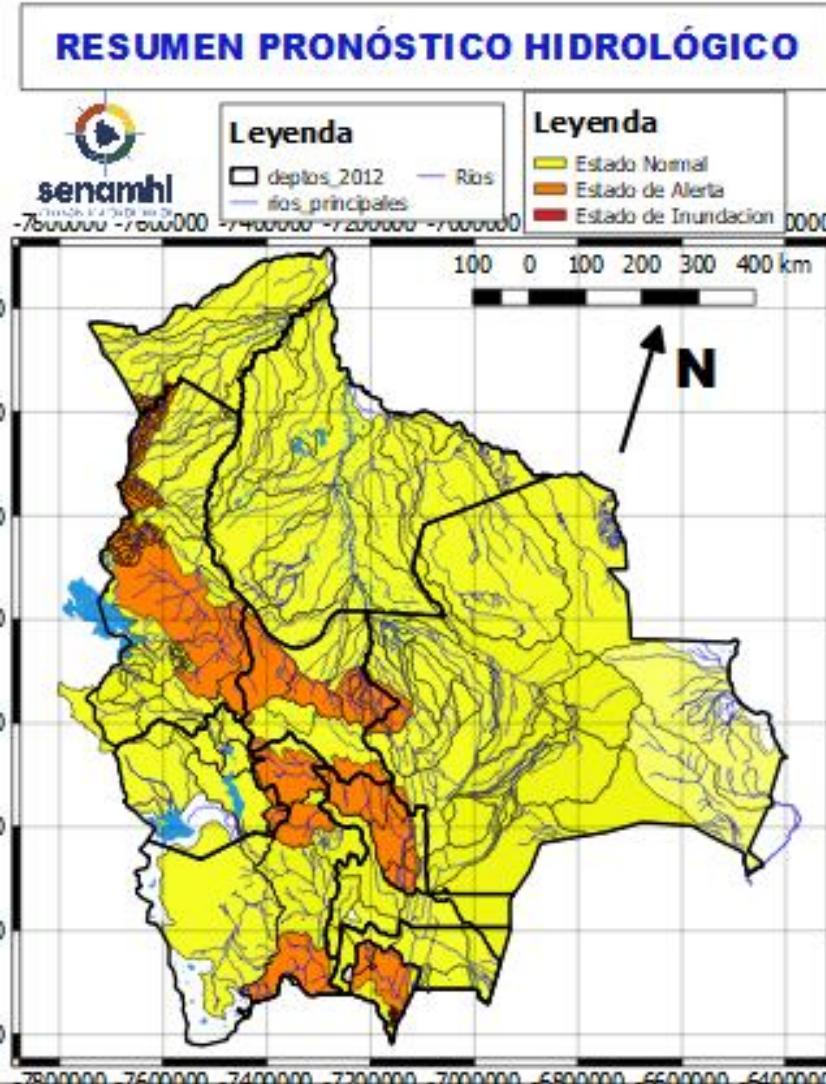 RESUMEN PRONÓSTICO HIDROLÓGICO
senamhI
Leyenda
deptos_2012
Rios
rios_principales
Leyenda
Estado Normal
Estado de Alerta
Estado de Inundacion
-7800000 -7600000 -7400000 -7200000 -7000000
100 0 100 200 300 400 km
N
-7800000 -7600000 -7400000 -7200000 -7000000 -6800000 -6600000 -6400000